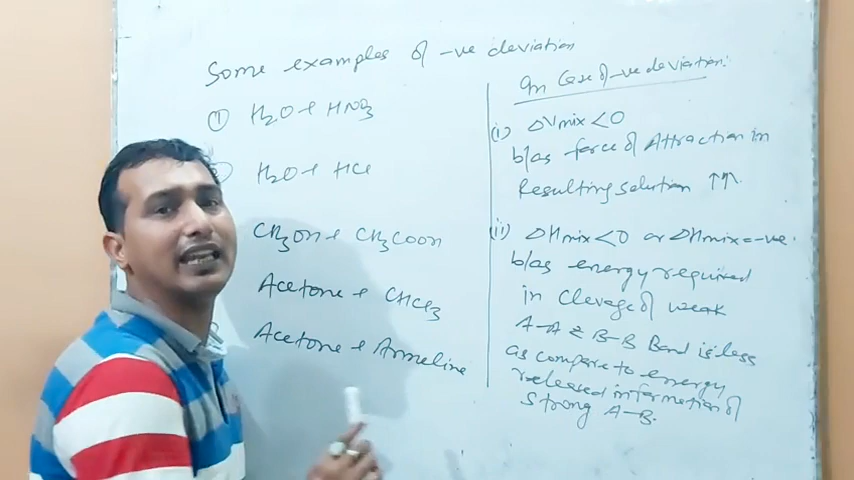 Some examples of -ve deviation
① H₂O + HNO₃
H₂O + HCl
CH₃OH + CH₃COOH
Acetone + CHCl₃
Acetone + Anneline
In Case of -ve deviation:
(i) ΔVmix < 0
b/as force of Attraction in
Resulting solution ↑↑.
(ii) ΔHmix < 0 or ΔHmix = -ve.
b/as energy required
in Clevage of weak
A-A & B-B Bond is less
as compare to energy
released in formation of
strong A-B.